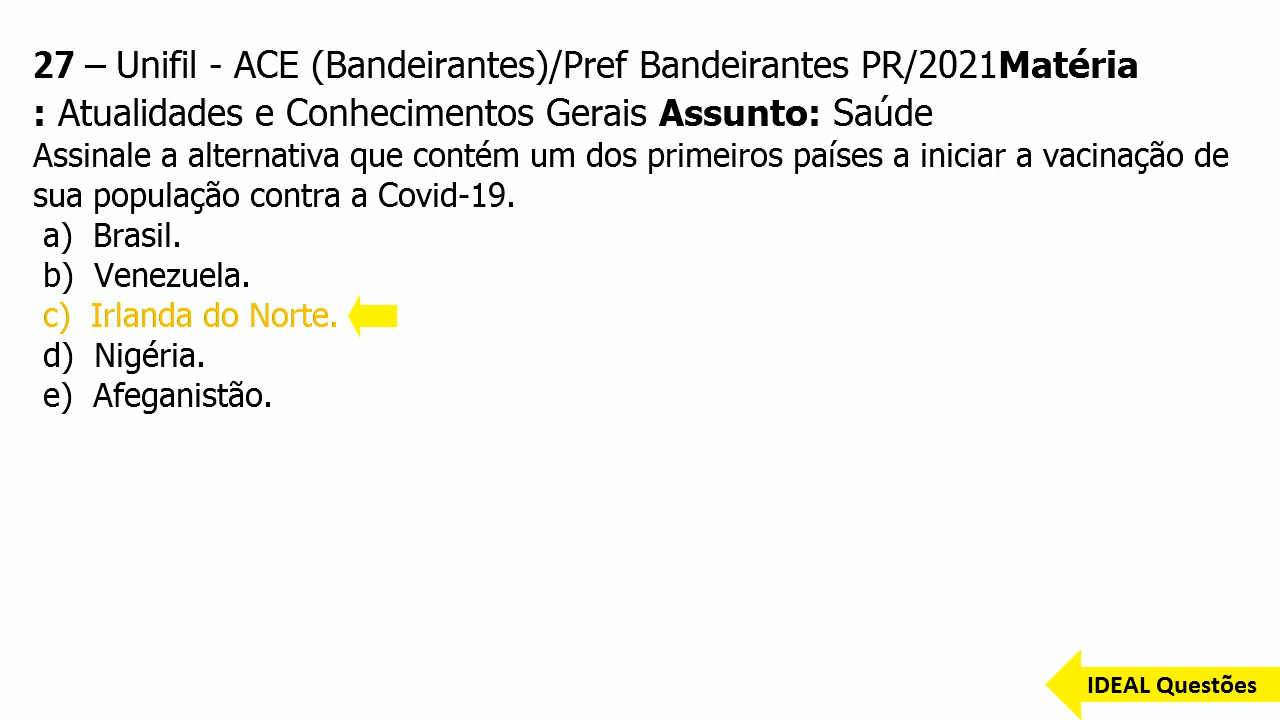 27 – Unifil - ACE (Bandeirantes)/Pref Bandeirantes PR/2021Matéria
: Atualidades e Conhecimentos Gerais Assunto: Saúde
Assinale a alternativa que contém um dos primeiros países a iniciar a vacinação de
sua população contra a Covid-19.
a) Brasil.
b) Venezuela.
c) Irlanda do Norte.
d) Nigéria.
e) Afeganistão.
IDEAL Questões